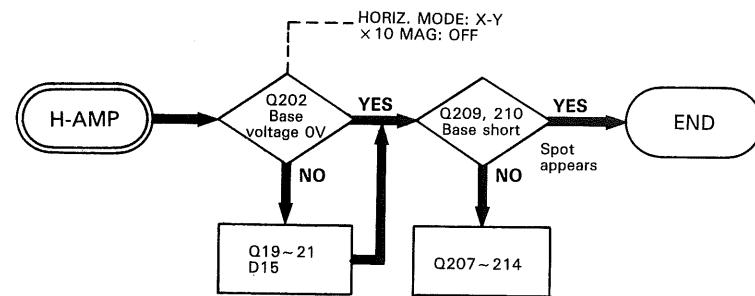 HORIZ. MODE: X-Y
×10 MAG: OFF
H-AMP
Q202
Base
voltage 0V
YES
NO
Q19~21
D15
Q209, 210
Base short
YES
Spot
appears
NO
Q207~214
END